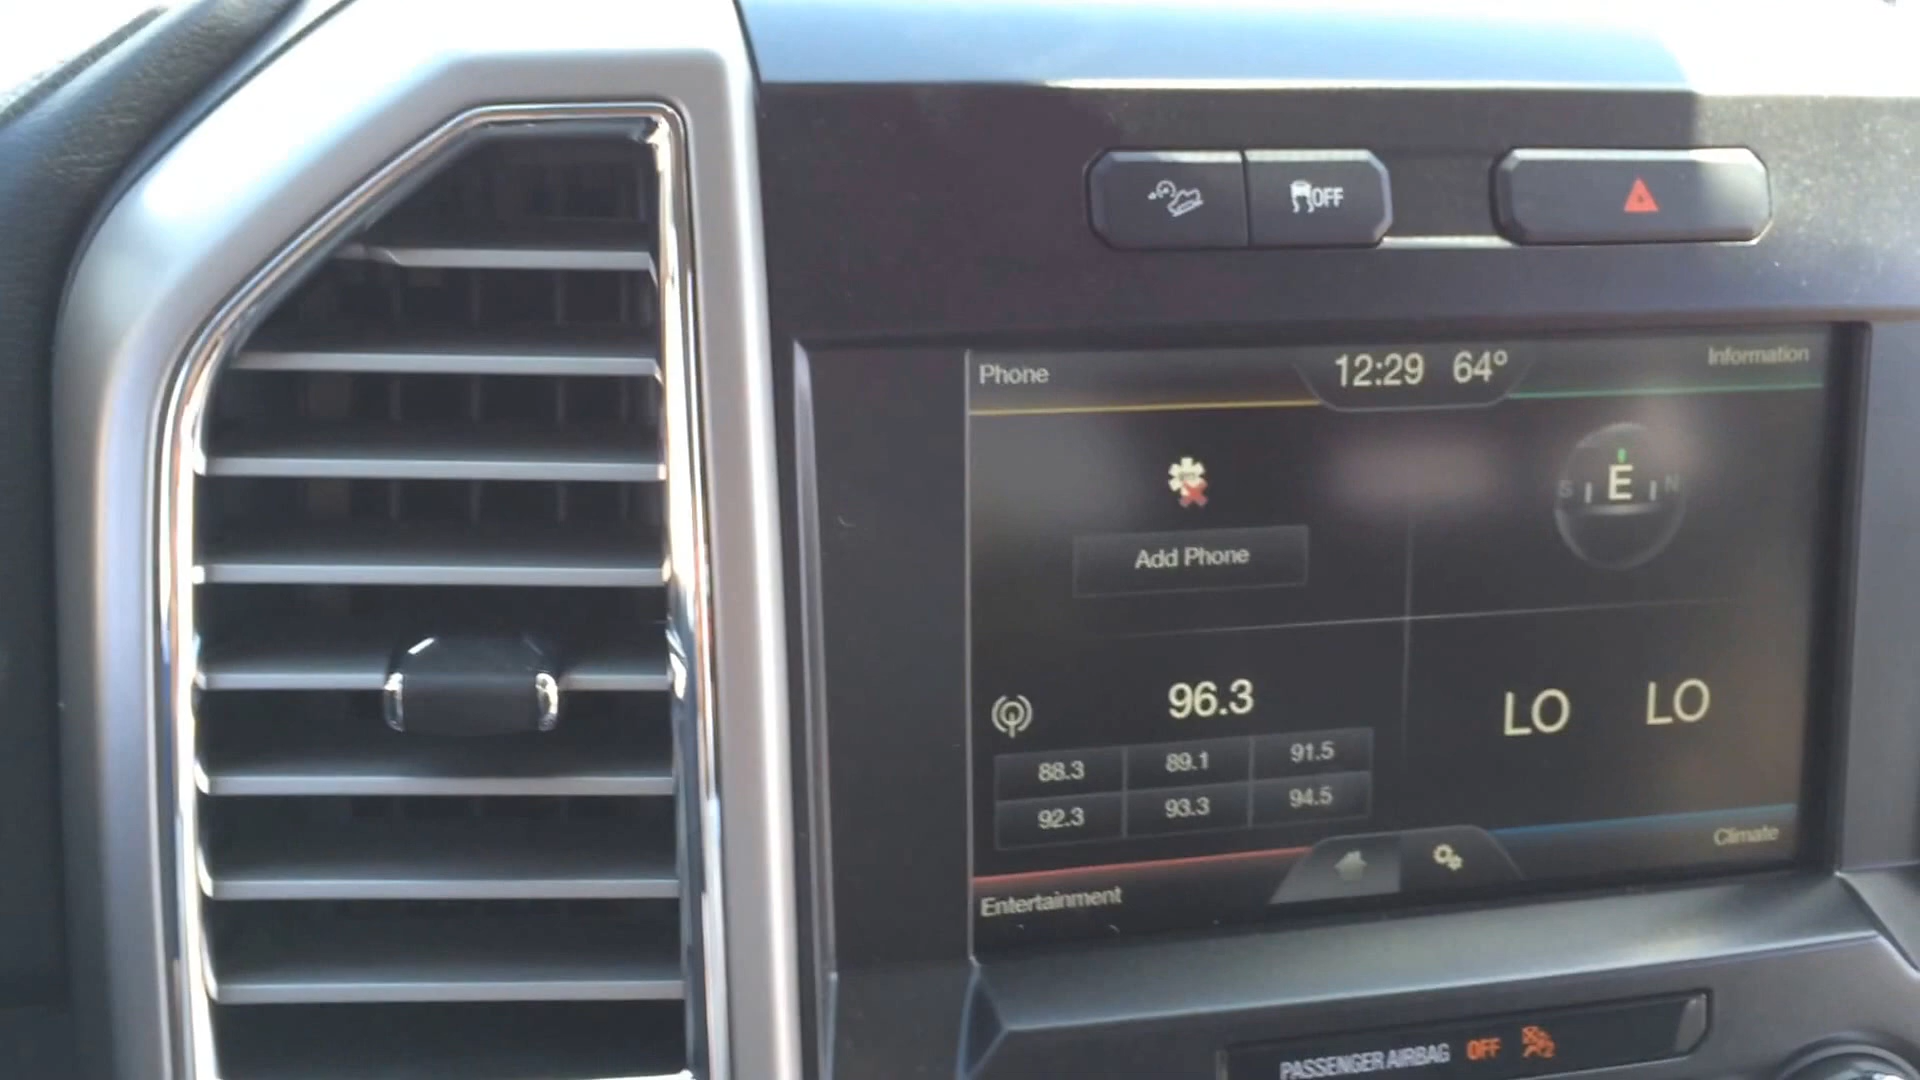 OFF
Phone 12:29 64° Information
S E N
Add Phone
96.3
LO LO
88.3 89.1 91.5
92.3 93.3 94.5
Climate
Entertainment
PASSENGER AIRBAG OFF